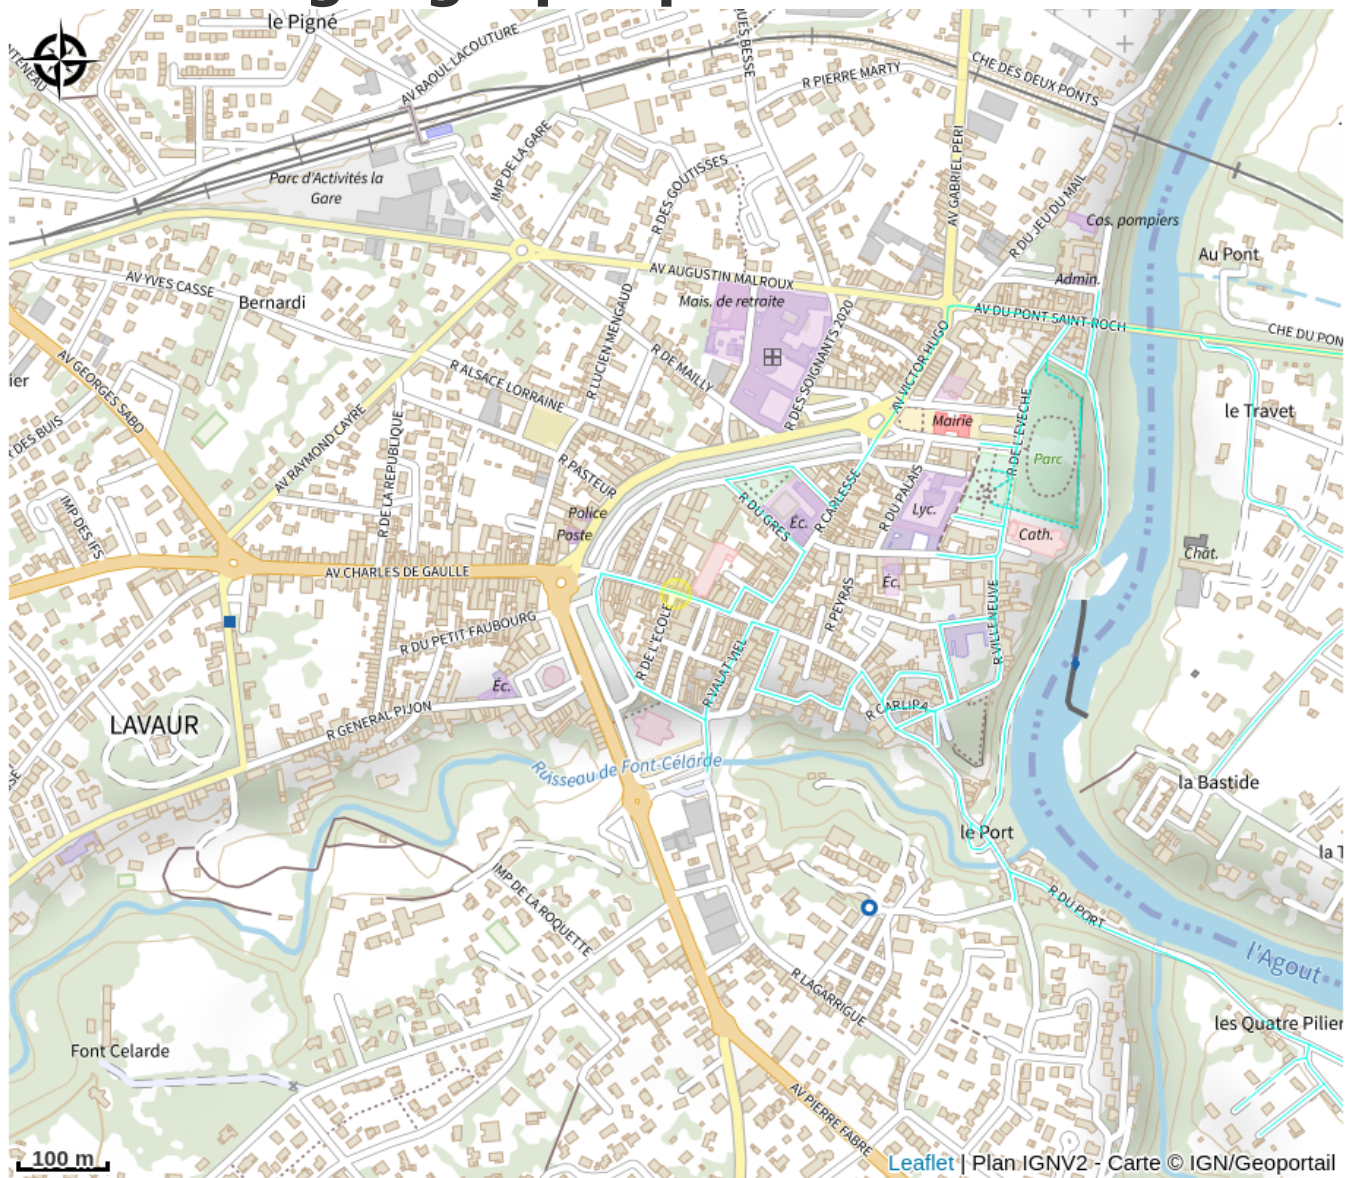 le Pigné
AV RAOUL LACOUTURE
R PIERRE MARTY
CHE DES DEUX PONTS
IMP DE LA GARE
AV GABRIEL PERI
R DES GOUTISSES
Parc d'Activités la
Gare
R DU JEU DU MAIL
Cas. pompiers
Au Pont
AV YVES CASSE
Bernardi
AV AUGUSTIN MALROUX
Mais. de retraite
Admin.
AV DU PONT SAINT-ROCH
CHE DU PON
AV GEORGES SABO
R LUCIEN MENGAUD
R DE MAILLY
R DES SOIGNANTS 2020
AV VICTOR HUGO
ier
R ALSACE LORRAINE
R DES BUIS
AV RAYMOND CAYRE
R DE LA REPUBLIQUE
Mairie
R DE L'EVECHE
le Travet
R PASTEUR
Parc
IMP DES IFS
Police
Poste
R DU GRES
Éc.
R CARLESSE
R DU PALAIS
Lyc.
Cath.
Chât.
AV CHARLES DE GAULLE
Éc.
R DE L'ECOLE
R PEYRAS
R VILLENEUVE
R DU PETIT FAUBOURG
R VALAT VIEL
Éc.
LAVAUR
R GENERAL PIJON
R CARLIPA
Ruisseau de Font-Célarde
la Bastide
le Port
la T
IMP DE LA ROQUETTE
R DU PORT
l'Agout
R LAGARRIGUE
les Quatre Pilier
Font Celarde
AV PIERRE FABRE
100 m
Leaflet | Plan IGNV2 - Carte © IGN/Geoportail